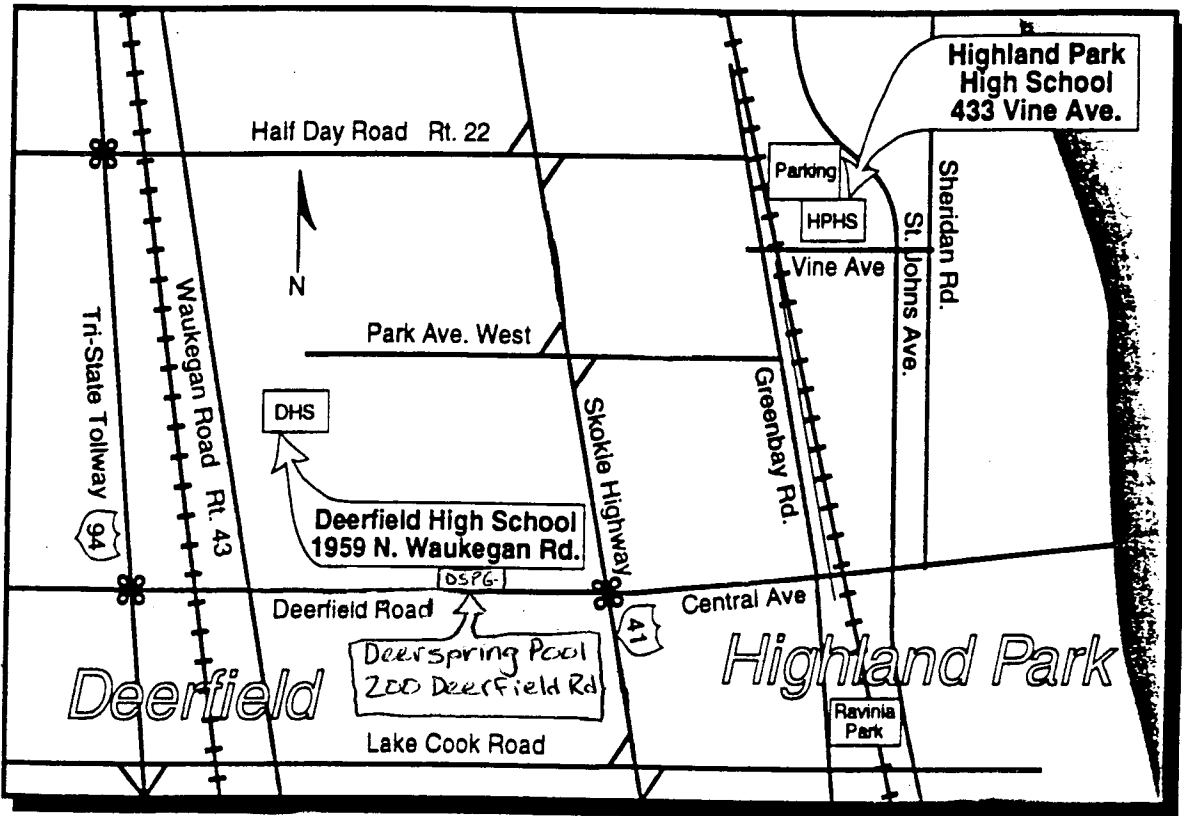 Highland Park
High School
433 Vine Ave.
Half Day Road Rt. 22
Parking
HPHS
Vine Ave
Sheridan Rd.
St. Johns Ave.
N
Park Ave. West
Tri-State Tollway
94
Waukegan Road Rt. 43
DHS
Skokie Highway
Greenbay Rd.
Deerfield High School
1959 N. Waukegan Rd.
DSPG
Deerfield Road
Central Ave
41
Deerspring Pool
200 Deerfield Rd
Deerfield
Highland Park
Ravinia
Park
Lake Cook Road